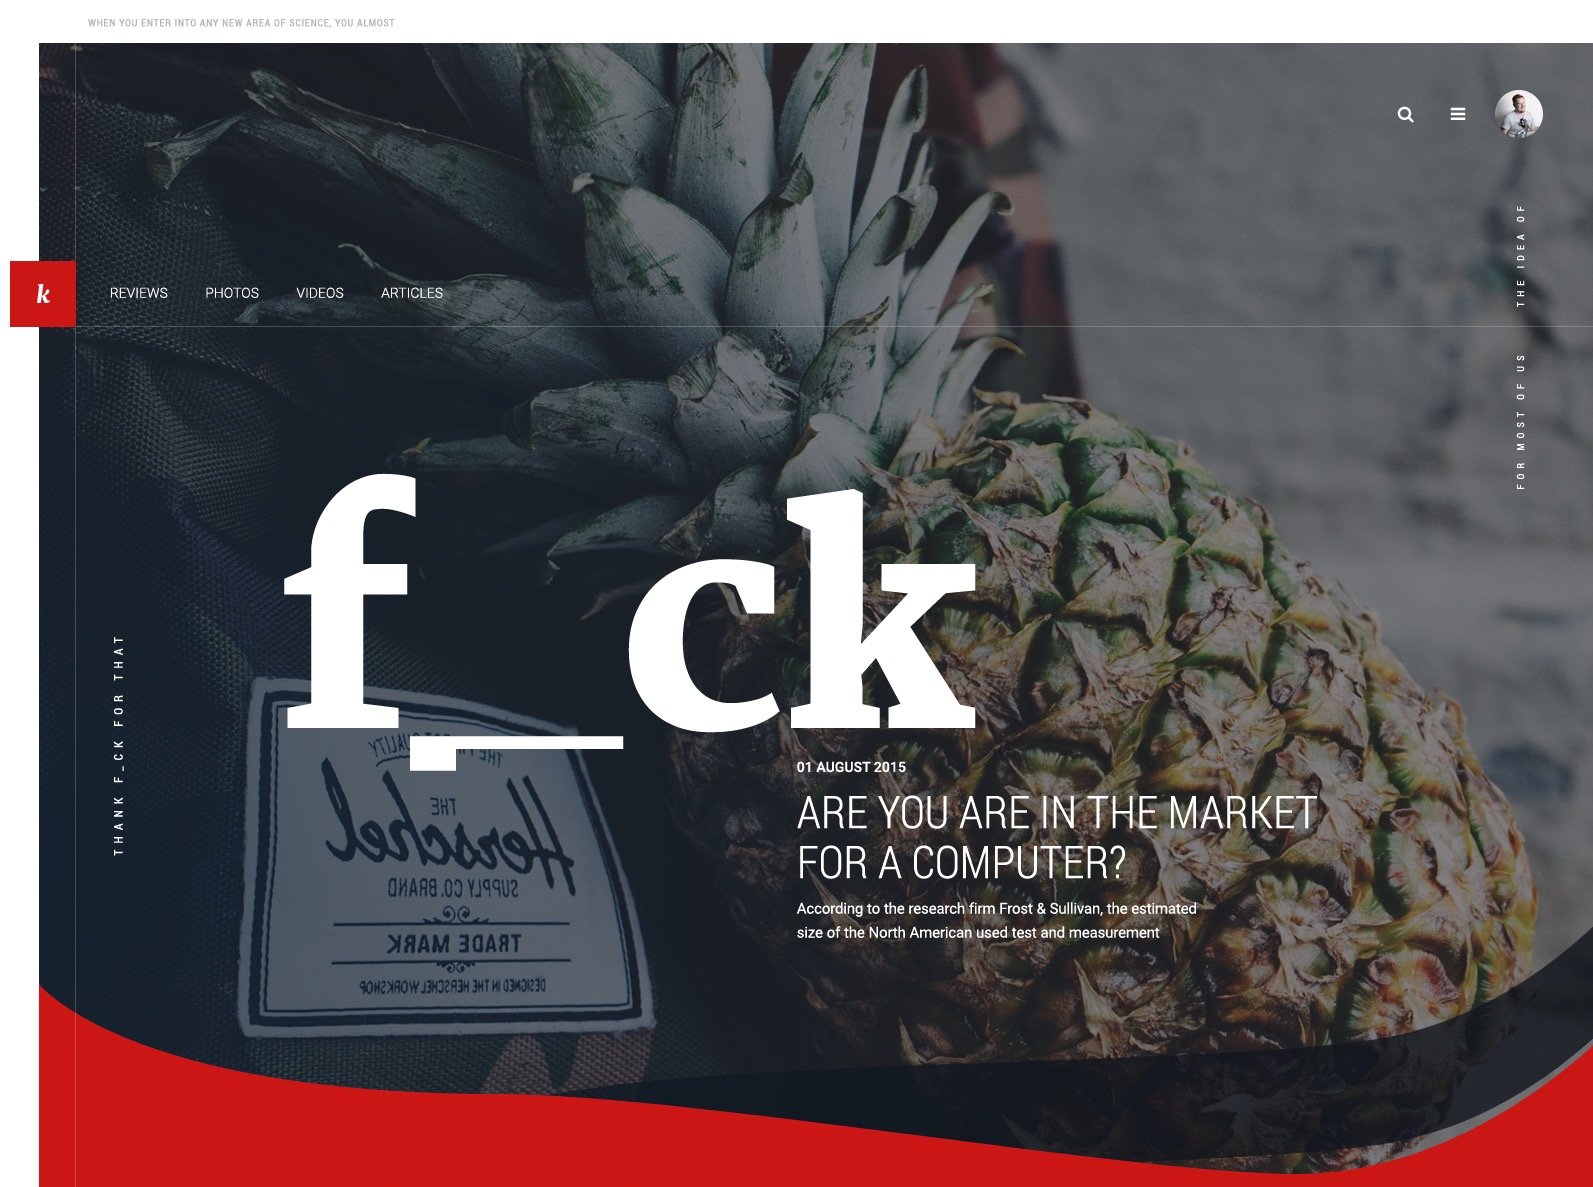 WHEN YOU ENTER INTO ANY NEW AREA OF SCIENCE, YOU ALMOST
THE IDEA OF
k
REVIEWS PHOTOS VIDEOS ARTICLES
FOR MOST OF US
f_ck
THANK F_CK FOR THAT
01 AUGUST 2015
ARE YOU ARE IN THE MARKET
FOR A COMPUTER?
According to the research firm Frost & Sullivan, the estimated
size of the North American used test and measurement
THE
Herschel
SUPPLY CO. BRAND
TRADE MARK
DESIGNED IN THE HERSCHEL WORKSHOP